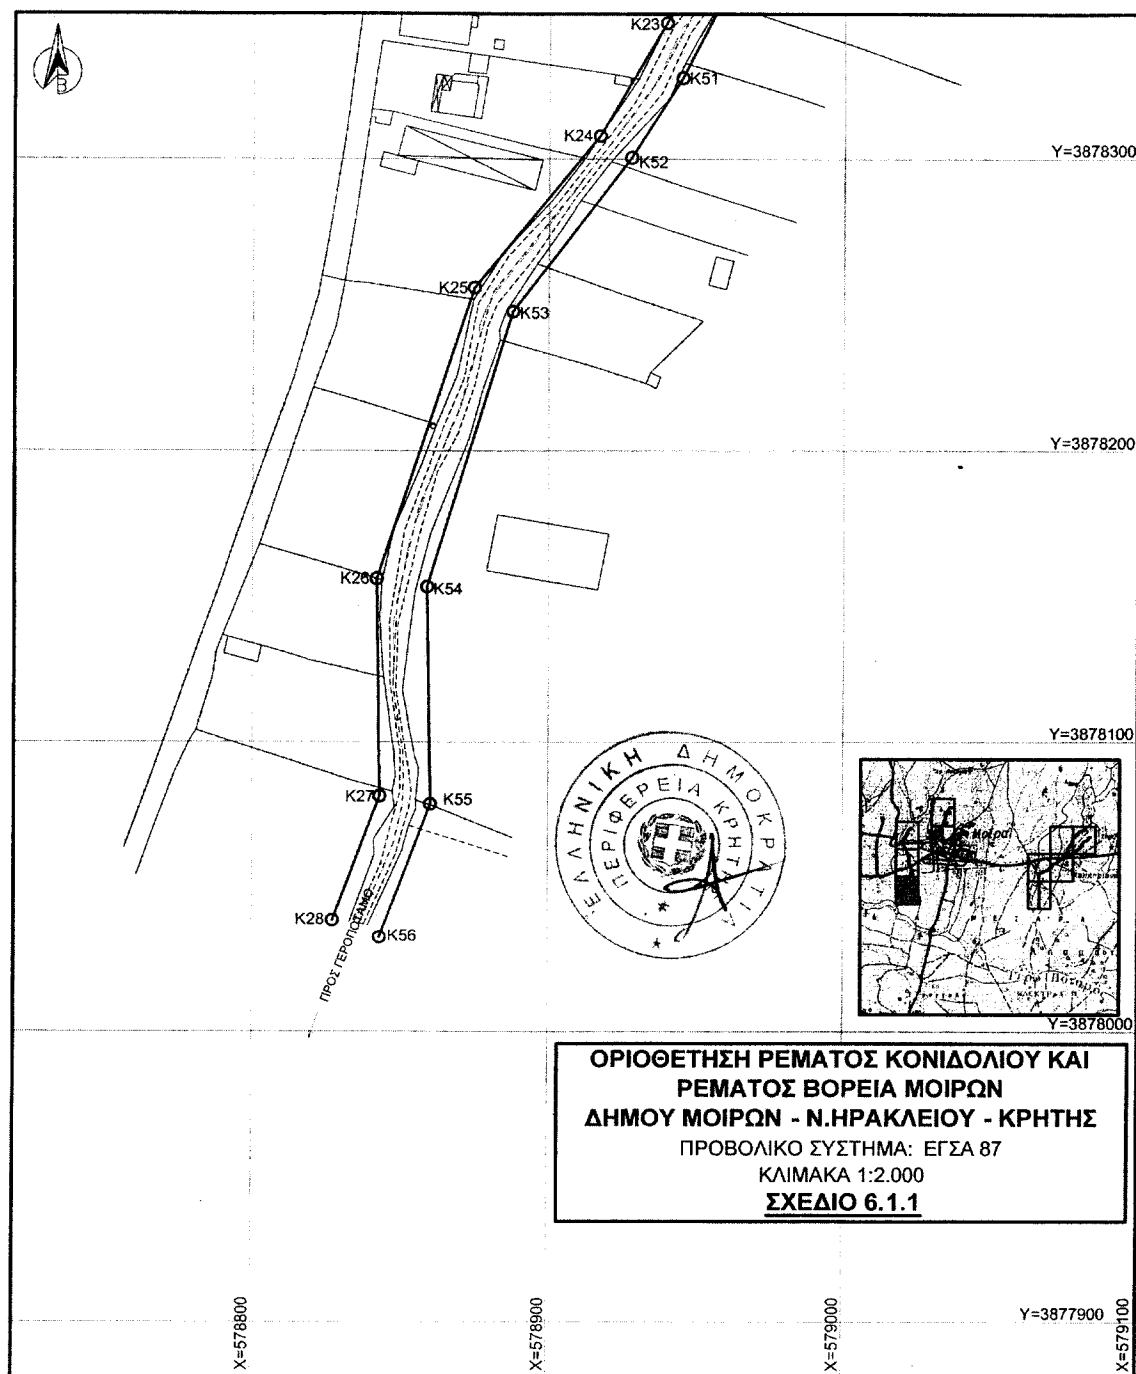 B
K23
K51
K24
K52
Y=3878300
K25
K53
Y=3878200
K26
K54
Y=3878100
K27
K55
K28
K56
ΠΡΟΣ ΓΕΡΟΠΟΤΑΜΟ
ΕΛΛΗΝΙΚΗ ΔΗΜΟΚΡΑΤΙΑ
ΠΕΡΙΦΕΡΕΙΑ ΚΡΗΤΗΣ
Y=3878000
ΟΡΙΟΘΕΤΗΣΗ ΡΕΜΑΤΟΣ ΚΟΝΙΔΟΛΙΟΥ ΚΑΙ
ΡΕΜΑΤΟΣ ΒΟΡΕΙΑ ΜΟΙΡΩΝ
ΔΗΜΟΥ ΜΟΙΡΩΝ - Ν.ΗΡΑΚΛΕΙΟΥ - ΚΡΗΤΗΣ
ΠΡΟΒΟΛΙΚΟ ΣΥΣΤΗΜΑ: ΕΓΣΑ 87
ΚΛΙΜΑΚΑ 1:2.000
ΣΧΕΔΙΟ 6.1.1
Y=3877900
X=578800
X=578900
X=579000
X=579100